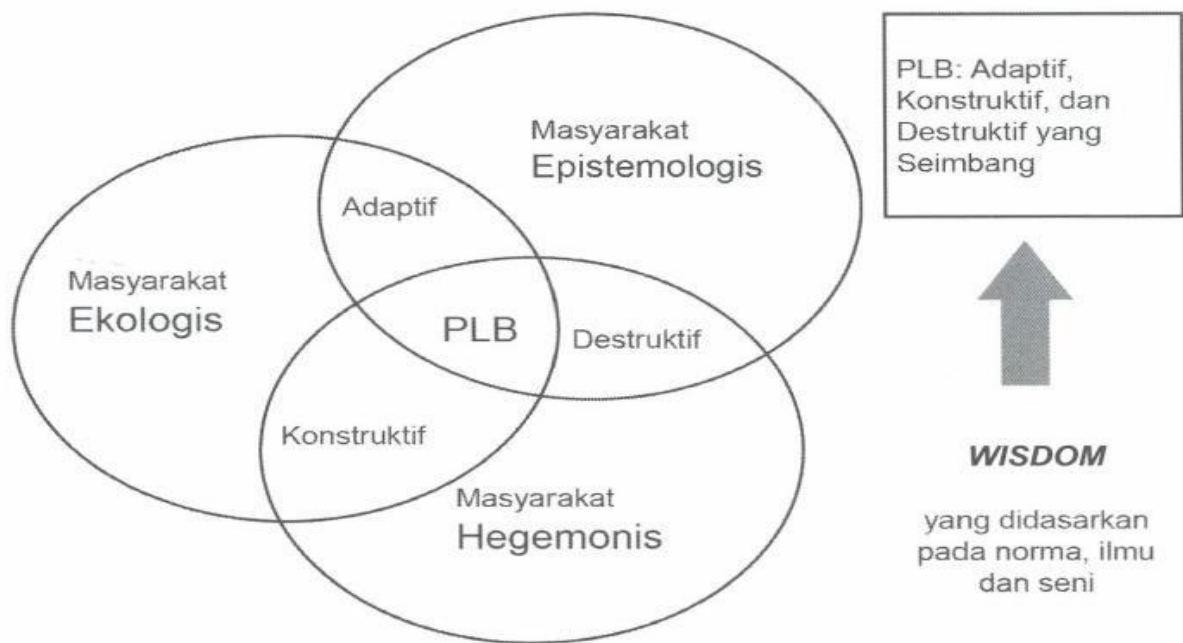 Masyarakat
Epistemologis
Adaptif
Masyarakat
Ekologis
PLB
Destruktif
Konstruktif
Masyarakat
Hegemonis
PLB: Adaptif,
Konstruktif, dan
Destruktif yang
Seimbang
WISDOM
yang didasarkan
pada norma, ilmu
dan seni